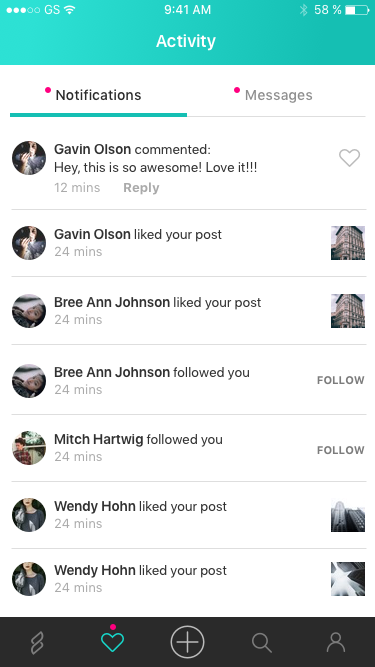 GS 9:41 AM 58 %
Activity
Notifications Messages
Gavin Olson commented:
Hey, this is so awesome! Love it!!!
12 mins Reply
Gavin Olson liked your post
24 mins
Bree Ann Johnson liked your post
24 mins
Bree Ann Johnson followed you
24 mins
FOLLOW
Mitch Hartwig followed you
24 mins
FOLLOW
Wendy Hohn liked your post
24 mins
Wendy Hohn liked your post
24 mins